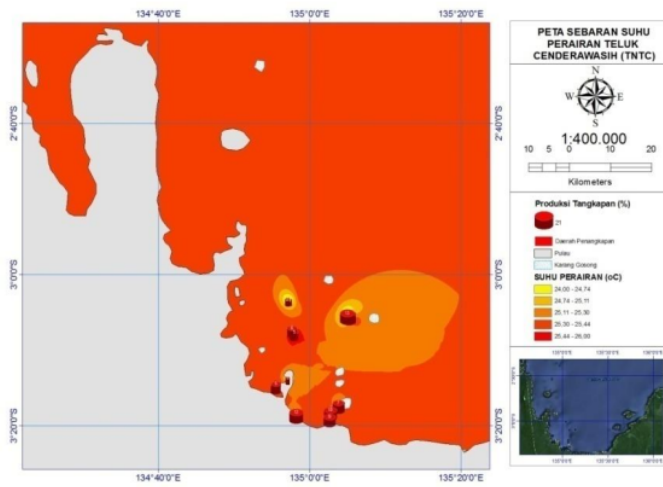 134°40'0"E 135°0'0"E 135°20'0"E
2°40'0"S 2°40'0"S
3°0'0"S 3°0'0"S
3°20'0"S 3°20'0"S
134°40'0"E 135°0'0"E 135°20'0"E
PETA SEBARAN SUHU
PERAIRAN TELUK
CENDERAWASIH (TNTC)
N
W E
S
1:400.000
10 5 0 10 20
Kilometers
Produksi Tangkapan (%)
21
Daerah Penangkapan
Pulau
Karang Gosong
SUHU PERAIRAN (oC)
24,00 - 24,74
24,74 - 25,11
25,11 - 25,30
25,30 - 25,44
25,44 - 26,00